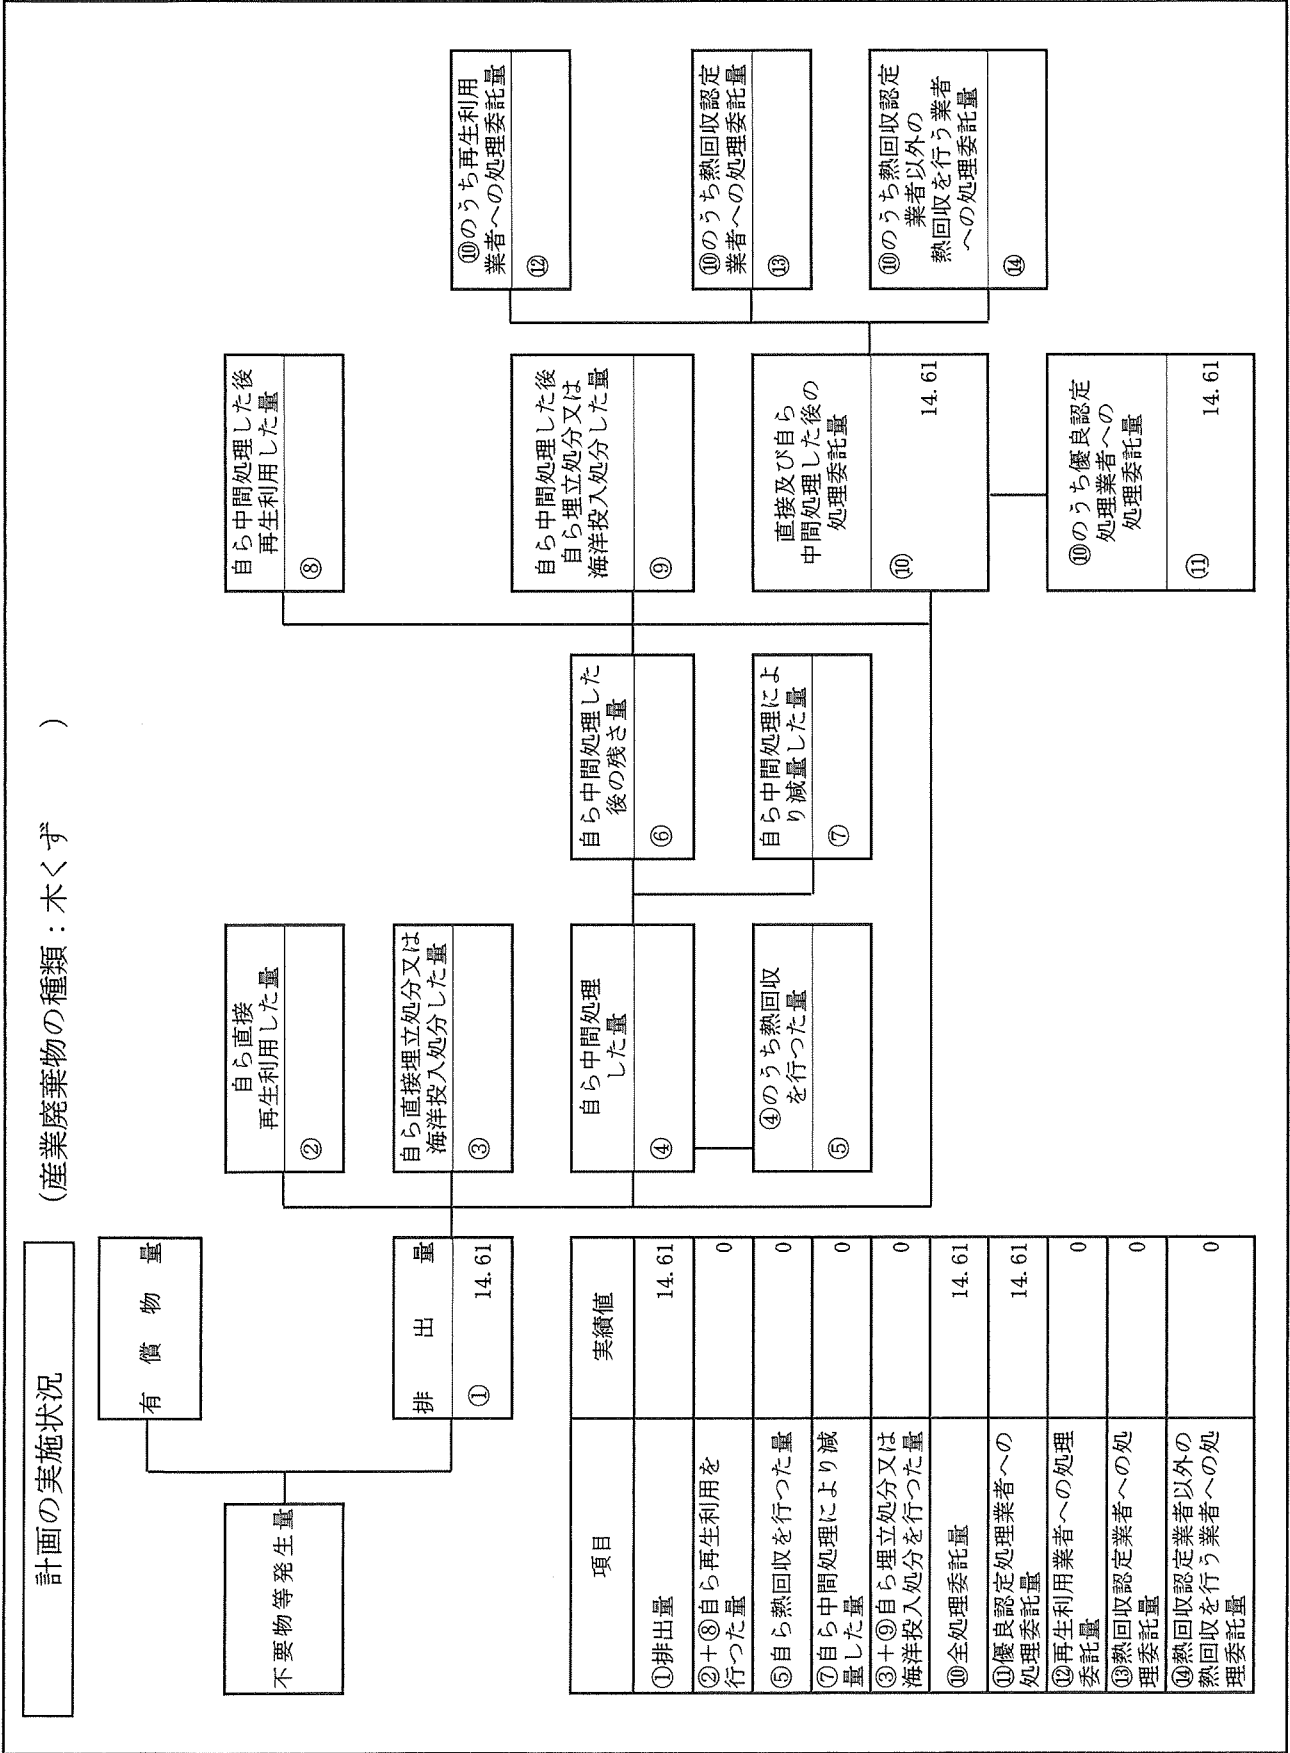 計画の実施状況
（産業廃棄物の種類：木くず　　　）
不要物等発生量
有　償　物　量
排　出　量
① 14.61
自ら直接
再生利用した量
②
自ら直接埋立処分又は
海洋投入処分した量
③
自ら中間処理
した量
④
④のうち熱回収
を行つた量
⑤
自ら中間処理した
後の残さ量
⑥
自ら中間処理によ
り減量した量
⑦
自ら中間処理した後
再生利用した量
⑧
自ら中間処理した後
自ら埋立処分又は
海洋投入処分した量
⑨
直接及び自ら
中間処理した後の
処理委託量
⑩ 14.61
⑩のうち優良認定
処理業者への
処理委託量
⑪ 14.61
⑩のうち再生利用
業者への処理委託量
⑫
⑩のうち熱回収認定
業者への処理委託量
⑬
⑩のうち熱回収認定
業者以外の
熱回収を行う業者
への処理委託量
⑭
項目 実績値
①排出量 14.61
②＋⑧自ら再生利用を
行つた量 0
⑤自ら熱回収を行つた量 0
⑦自ら中間処理により減
量した量 0
③＋⑨自ら埋立処分又は
海洋投入処分を行つた量 0
⑩全処理委託量 14.61
⑪優良認定処理業者への
処理委託量 14.61
⑫再生利用業者への処理
委託量 0
⑬熱回収認定業者への処
理委託量 0
⑭熱回収認定業者以外の
熱回収を行う業者への処
理委託量 0